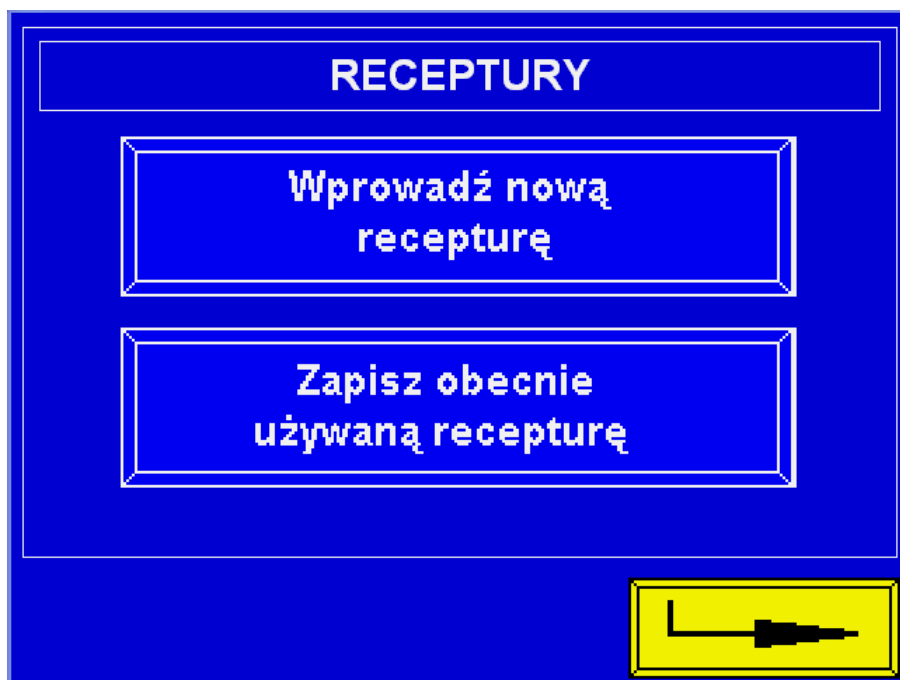 RECEPTURY
Wprowadź nową
recepturę
Zapisz obecnie
używaną recepturę